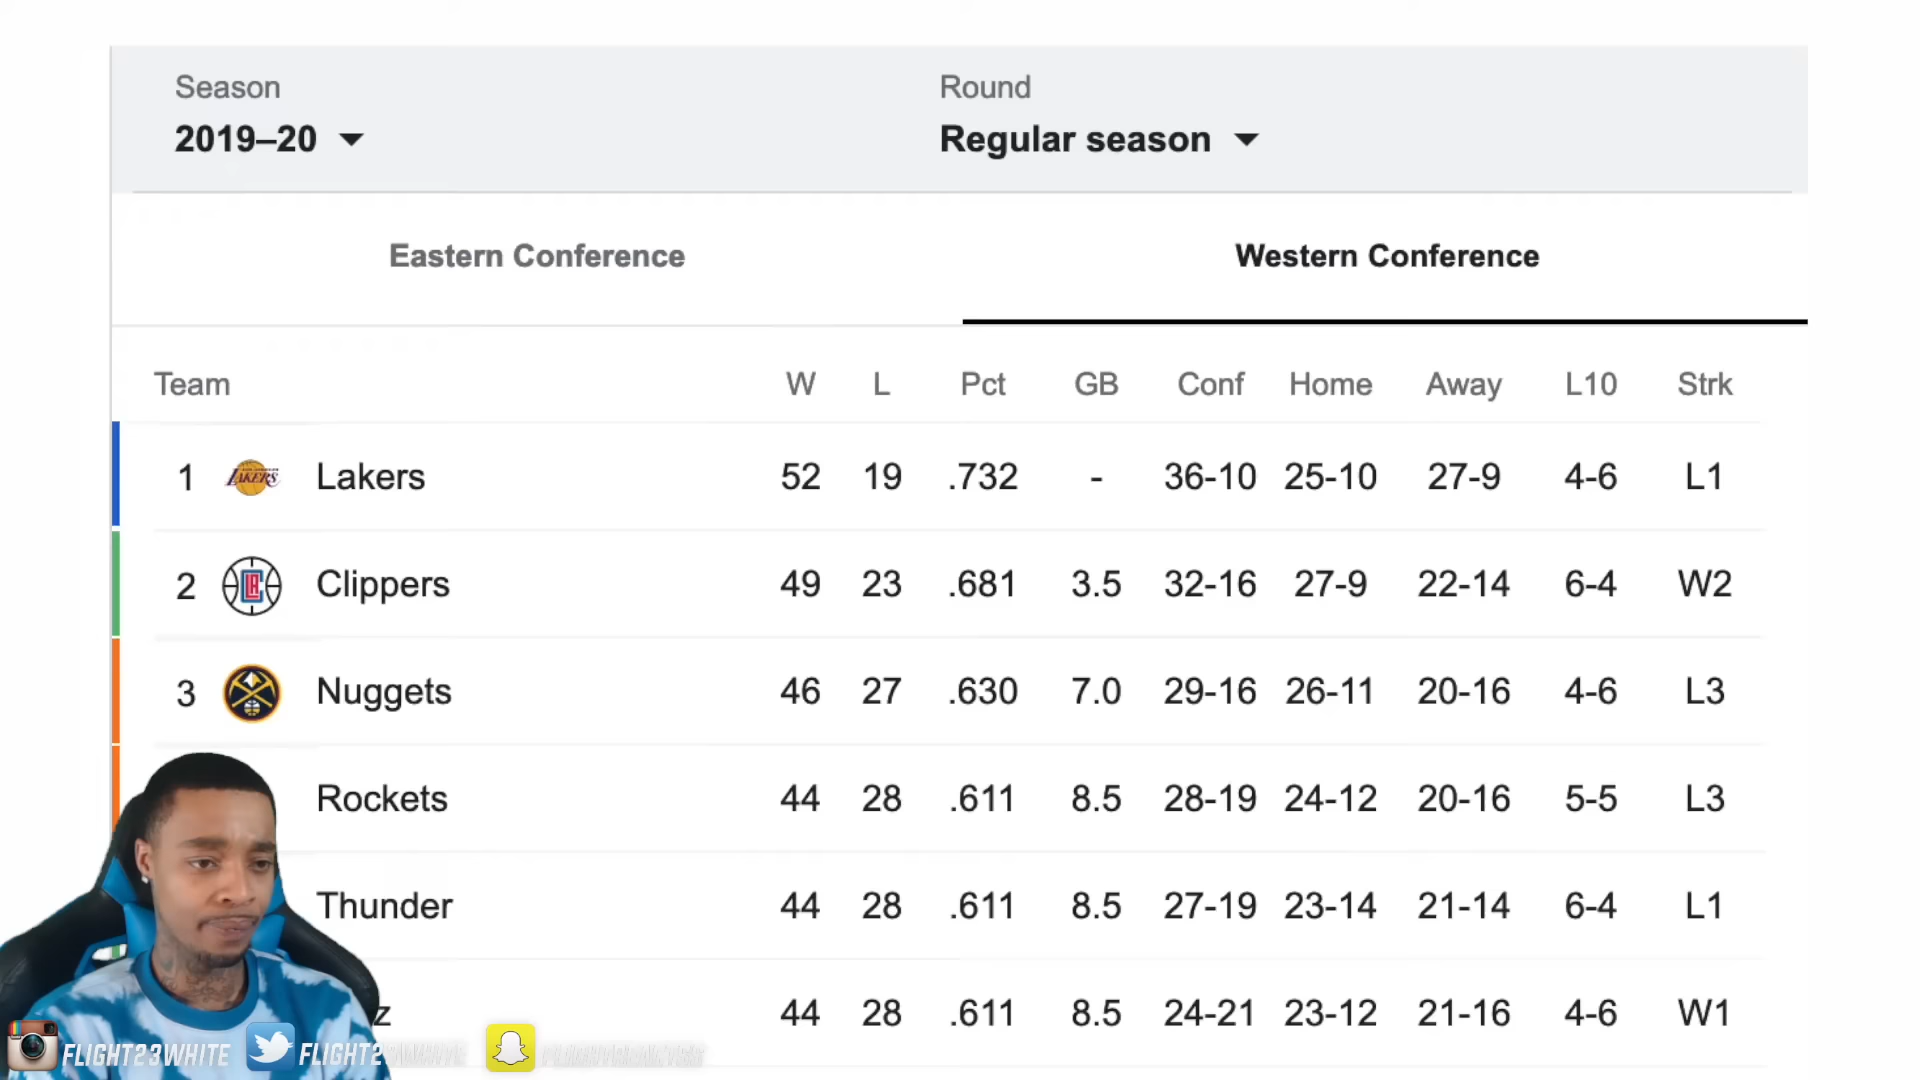 Season
2019–20
Round
Regular season
Eastern Conference
Western Conference
Team W L Pct GB Conf Home Away L10 Strk
1 LAKERS Lakers 52 19 .732 - 36-10 25-10 27-9 4-6 L1
2 LA Clippers 49 23 .681 3.5 32-16 27-9 22-14 6-4 W2
3 Nuggets 46 27 .630 7.0 29-16 26-11 20-16 4-6 L3
Rockets 44 28 .611 8.5 28-19 24-12 20-16 5-5 L3
Thunder 44 28 .611 8.5 27-19 23-14 21-14 6-4 L1
z 44 28 .611 8.5 24-21 23-12 21-16 4-6 W1
FLIGHT23WHITE